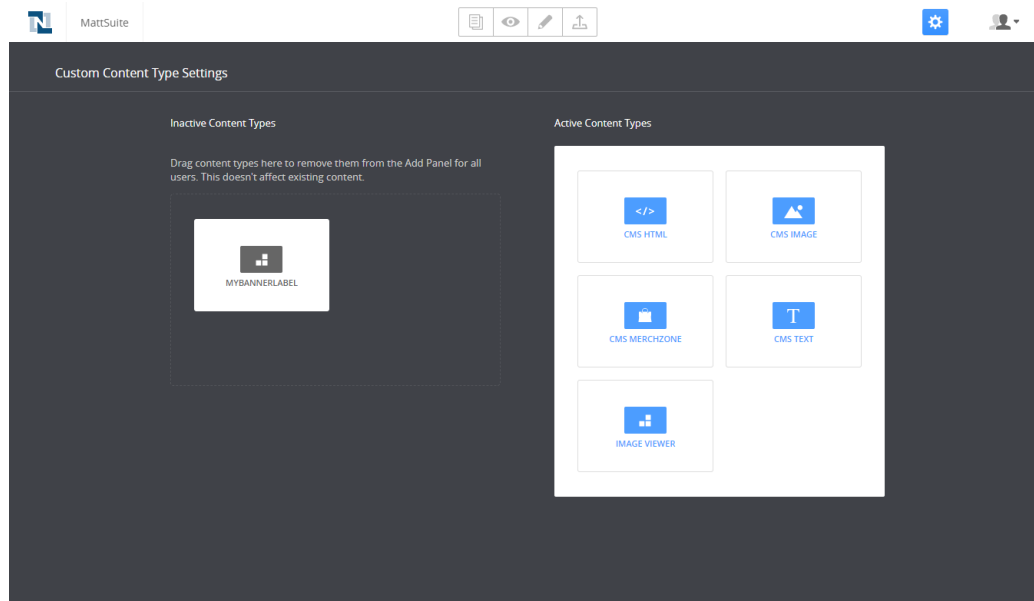 MattSuite
Custom Content Type Settings
Inactive Content Types
Drag content types here to remove them from the Add Panel for all
users. This doesn't affect existing content.
MYBANNERLABEL
Active Content Types
</>
CMS HTML
CMS IMAGE
CMS MERCHZONE
T
CMS TEXT
IMAGE VIEWER